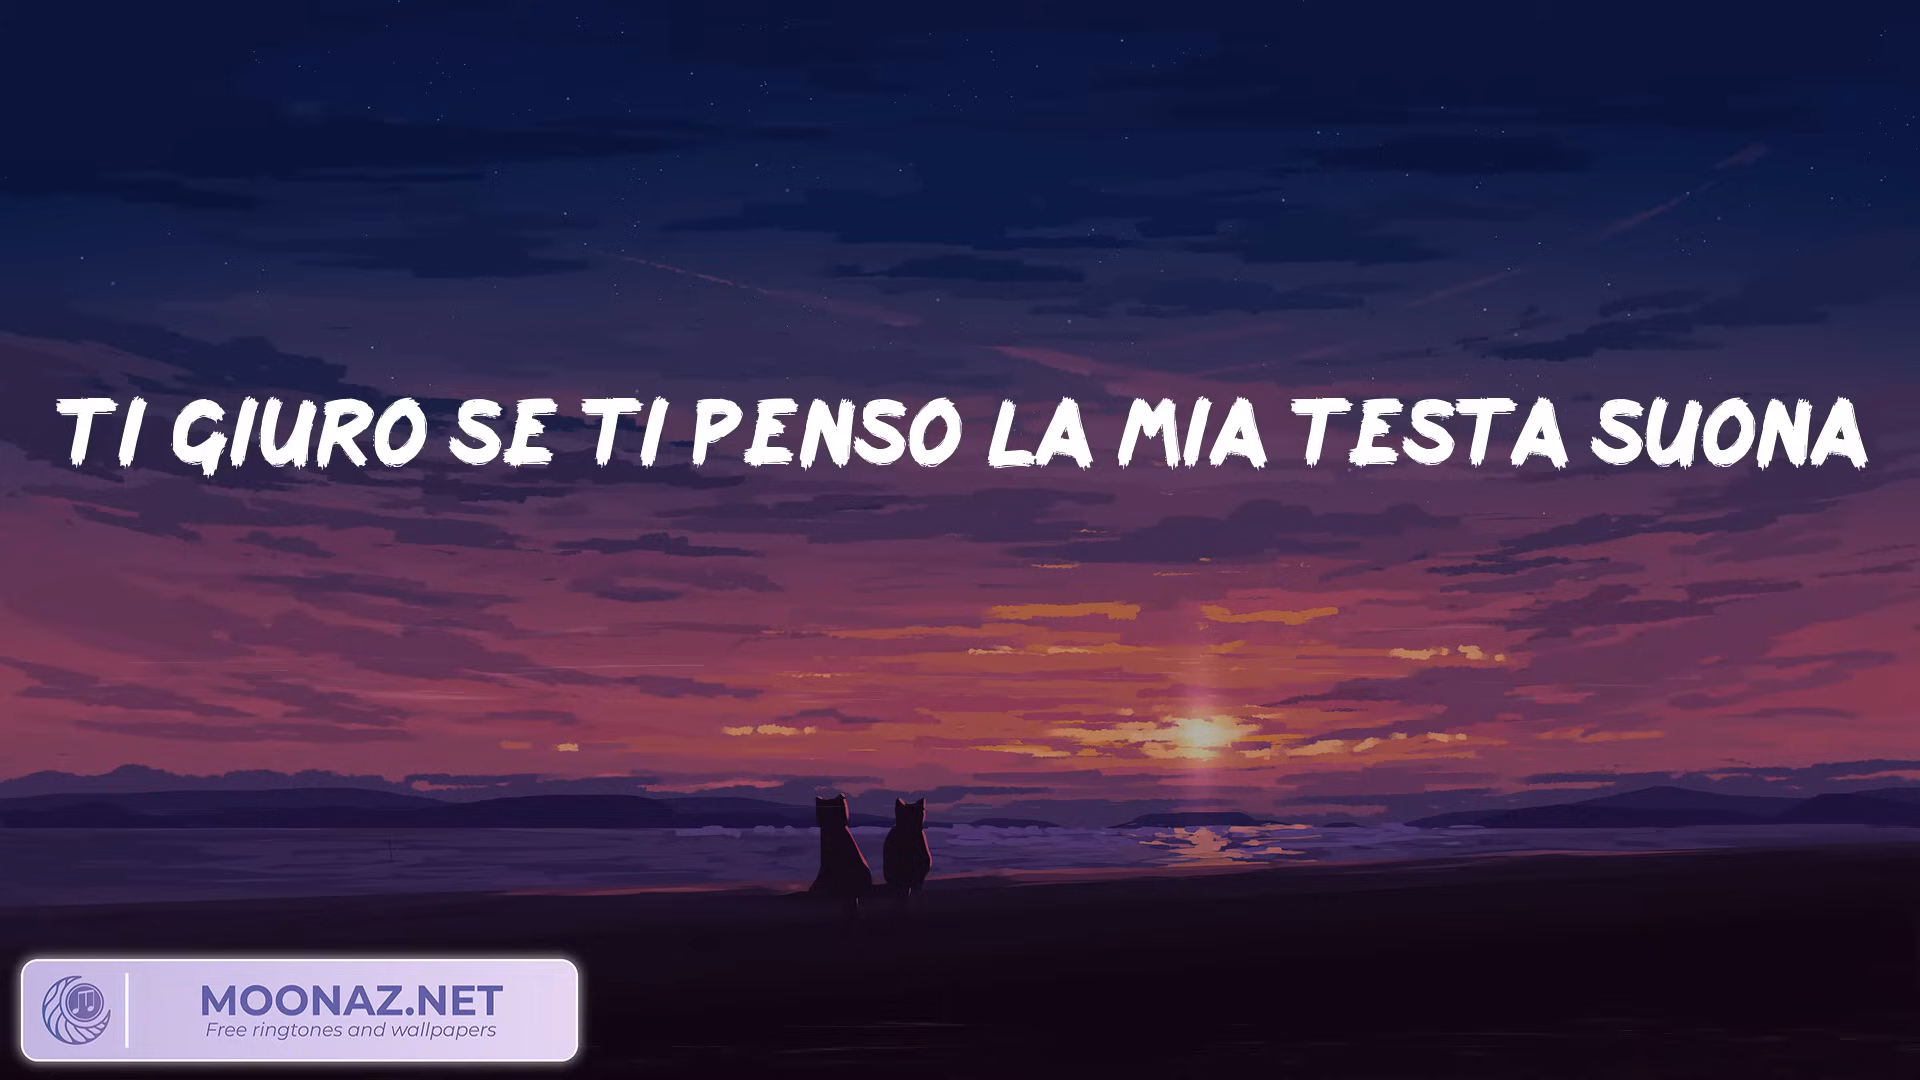 TI GIURO SE TI PENSO LA MIA TESTA SUONA
MOONAZ.NET
Free ringtones and wallpapers